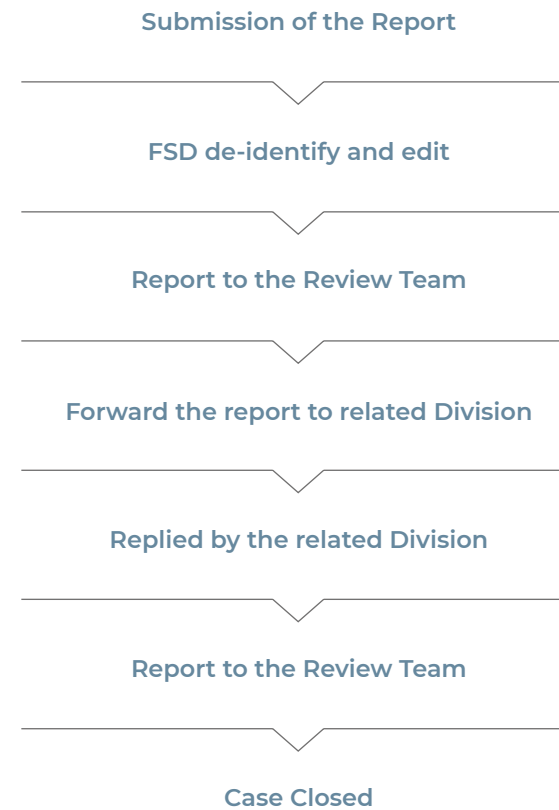 Submission of the Report
FSD de-identify and edit
Report to the Review Team
Forward the report to related Division
Replied by the related Division
Report to the Review Team
Case Closed